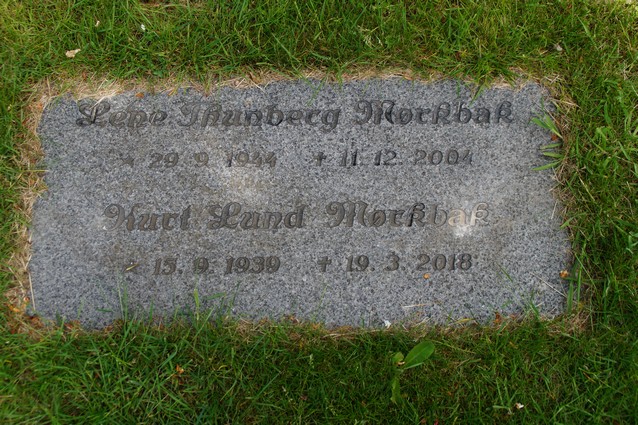 Lene Thunberg Mørkbak
* 29. 9. 1944 + 11. 12. 2004
Kurt Lund Mørkbak
* 15. 9. 1939 + 19. 3. 2018